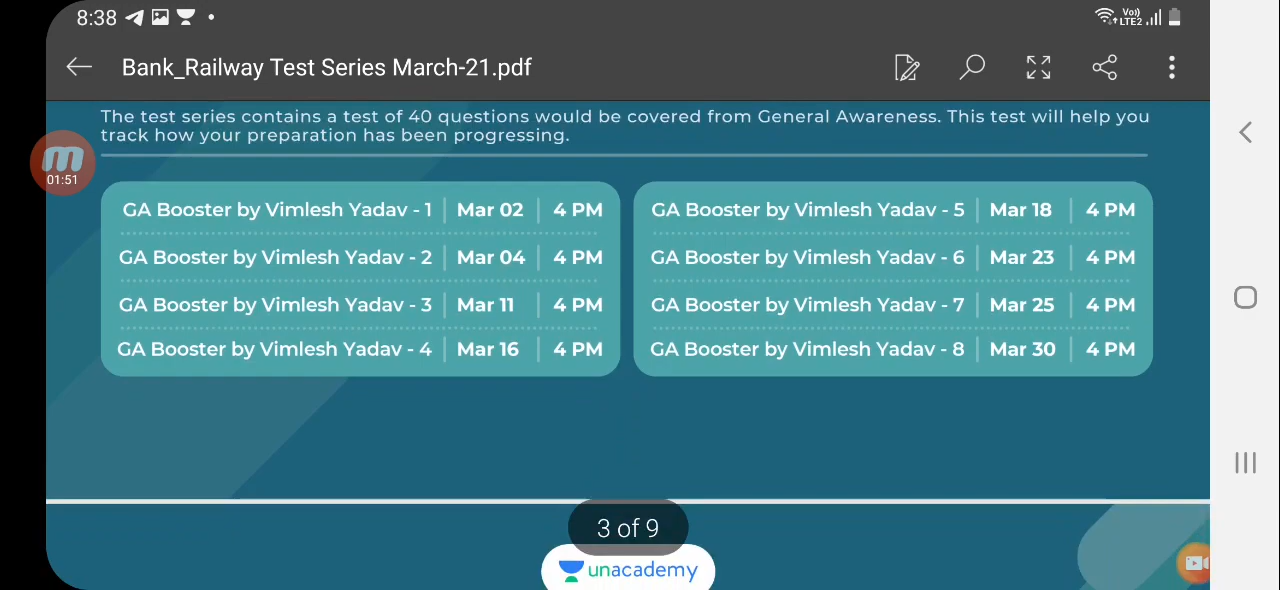 8:38
Vo))
LTE2
Bank_Railway Test Series March-21.pdf
The test series contains a test of 40 questions would be covered from General Awareness. This test will help you
track how your preparation has been progressing.
m
01:51
GA Booster by Vimlesh Yadav - 1 Mar 02 4 PM
GA Booster by Vimlesh Yadav - 2 Mar 04 4 PM
GA Booster by Vimlesh Yadav - 3 Mar 11 4 PM
GA Booster by Vimlesh Yadav - 4 Mar 16 4 PM
GA Booster by Vimlesh Yadav - 5 Mar 18 4 PM
GA Booster by Vimlesh Yadav - 6 Mar 23 4 PM
GA Booster by Vimlesh Yadav - 7 Mar 25 4 PM
GA Booster by Vimlesh Yadav - 8 Mar 30 4 PM
3 of 9
unacademy